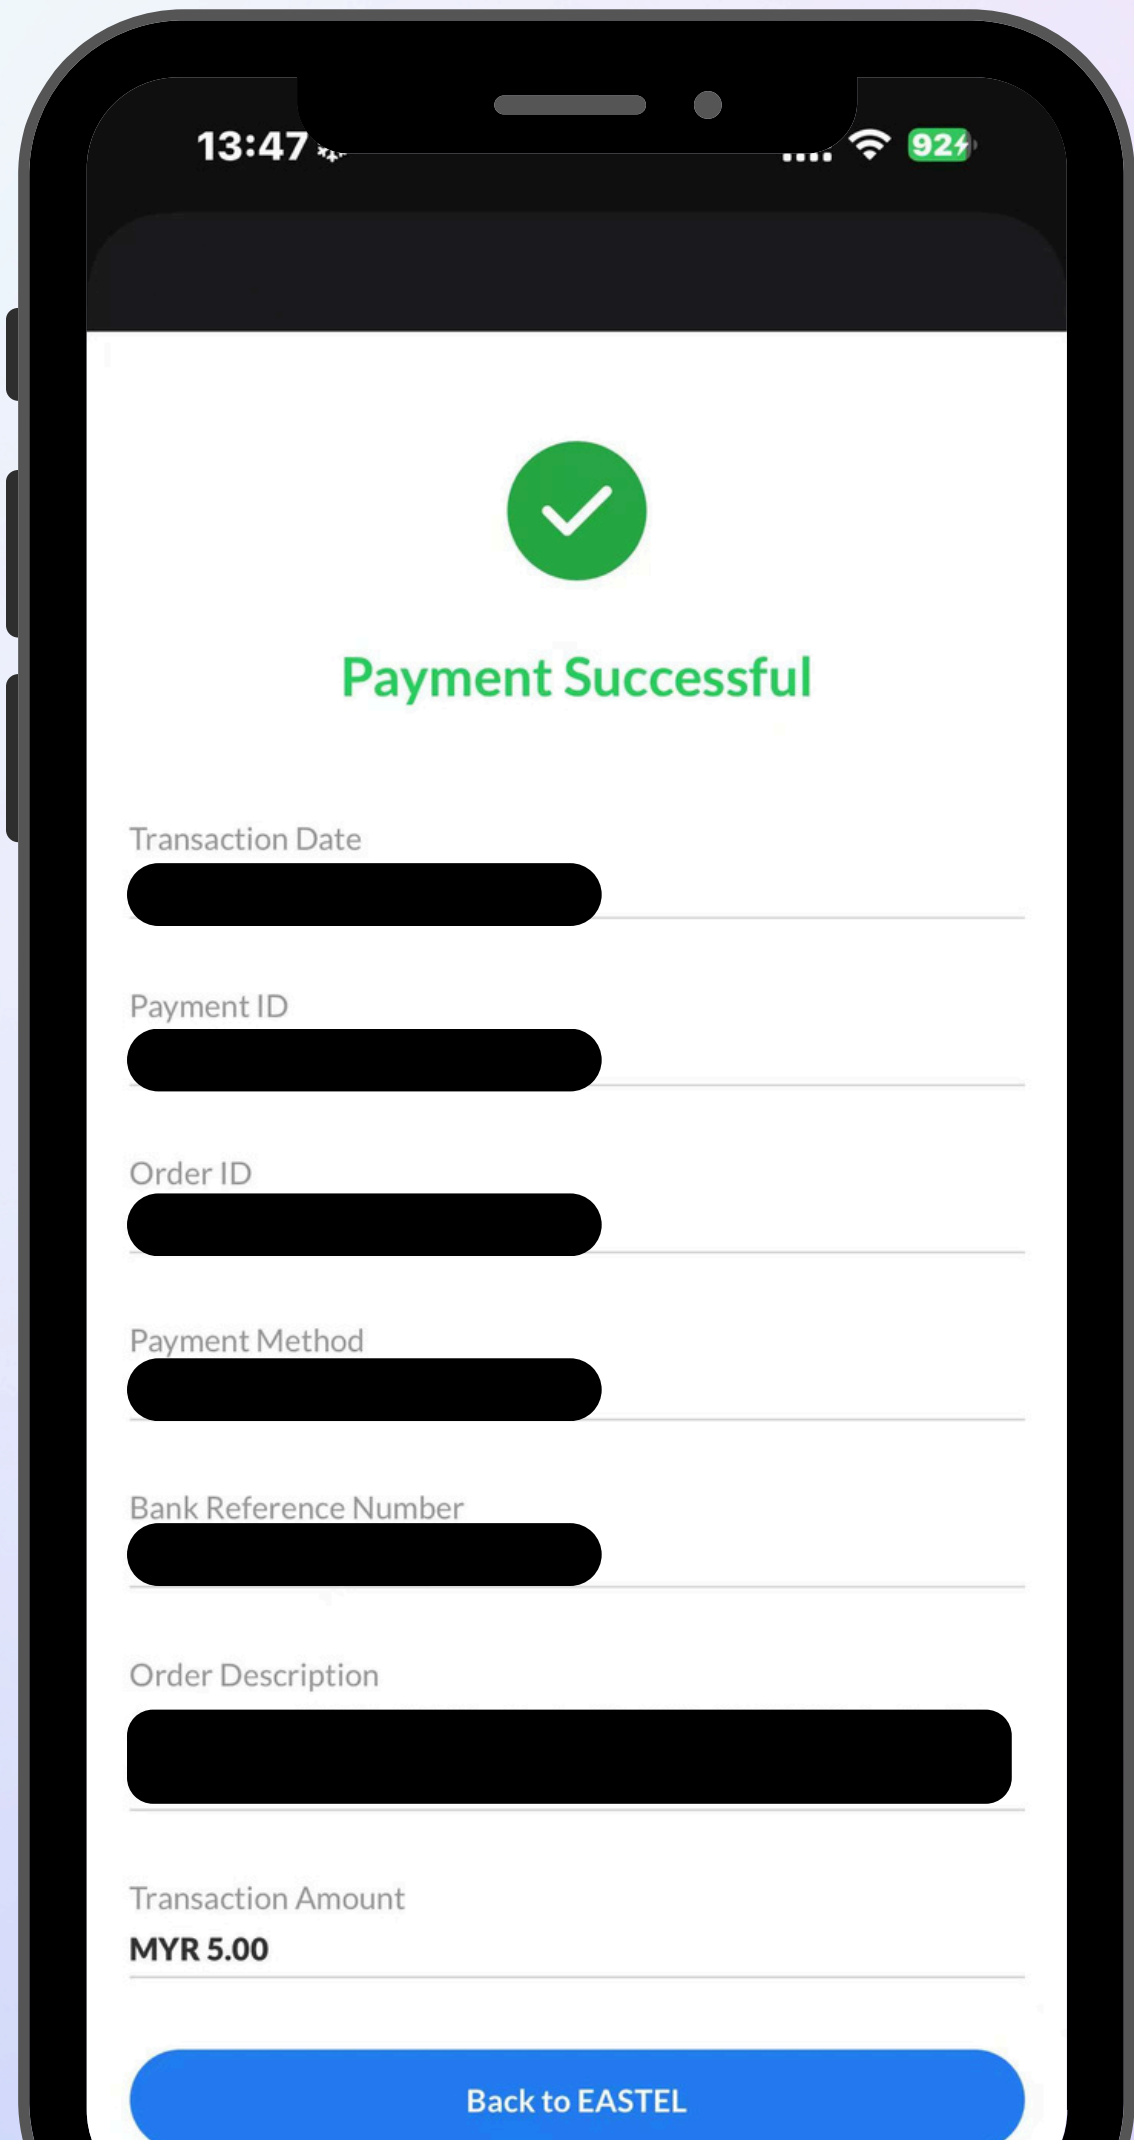 13:47
92
Payment Successful
Transaction Date
Payment ID
Order ID
Payment Method
Bank Reference Number
Order Description
Transaction Amount
MYR 5.00
Back to EASTEL